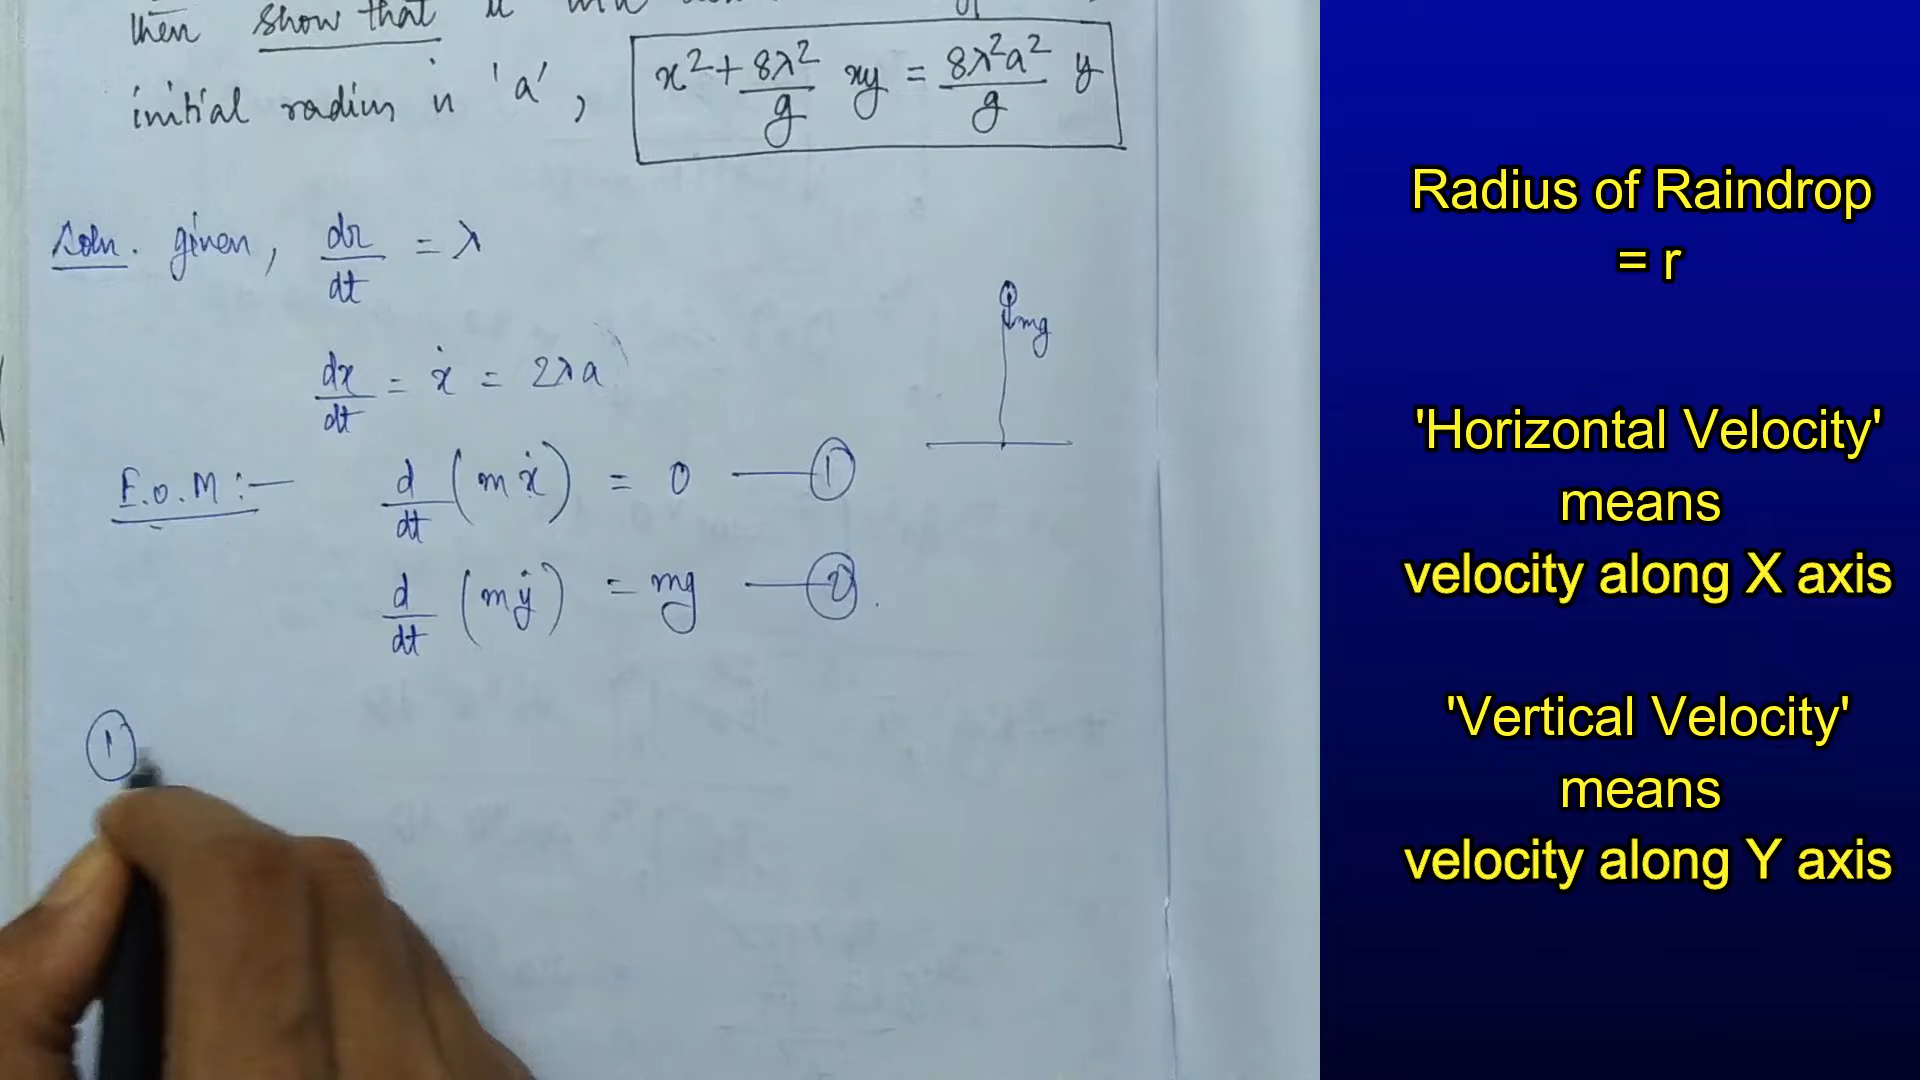 then show that it will
initial radius is 'a', x² + 8λ²/g xy = 8λ²a²/g y
Soln. given, dr/dt = λ
mg
dx/dt = ẋ = 2λa
E.O.M :— d/dt (mẋ) = 0 — ①
d/dt (mẏ) = mg — ②.
①
Radius of Raindrop
= r
'Horizontal Velocity'
means
velocity along X axis
'Vertical Velocity'
means
velocity along Y axis